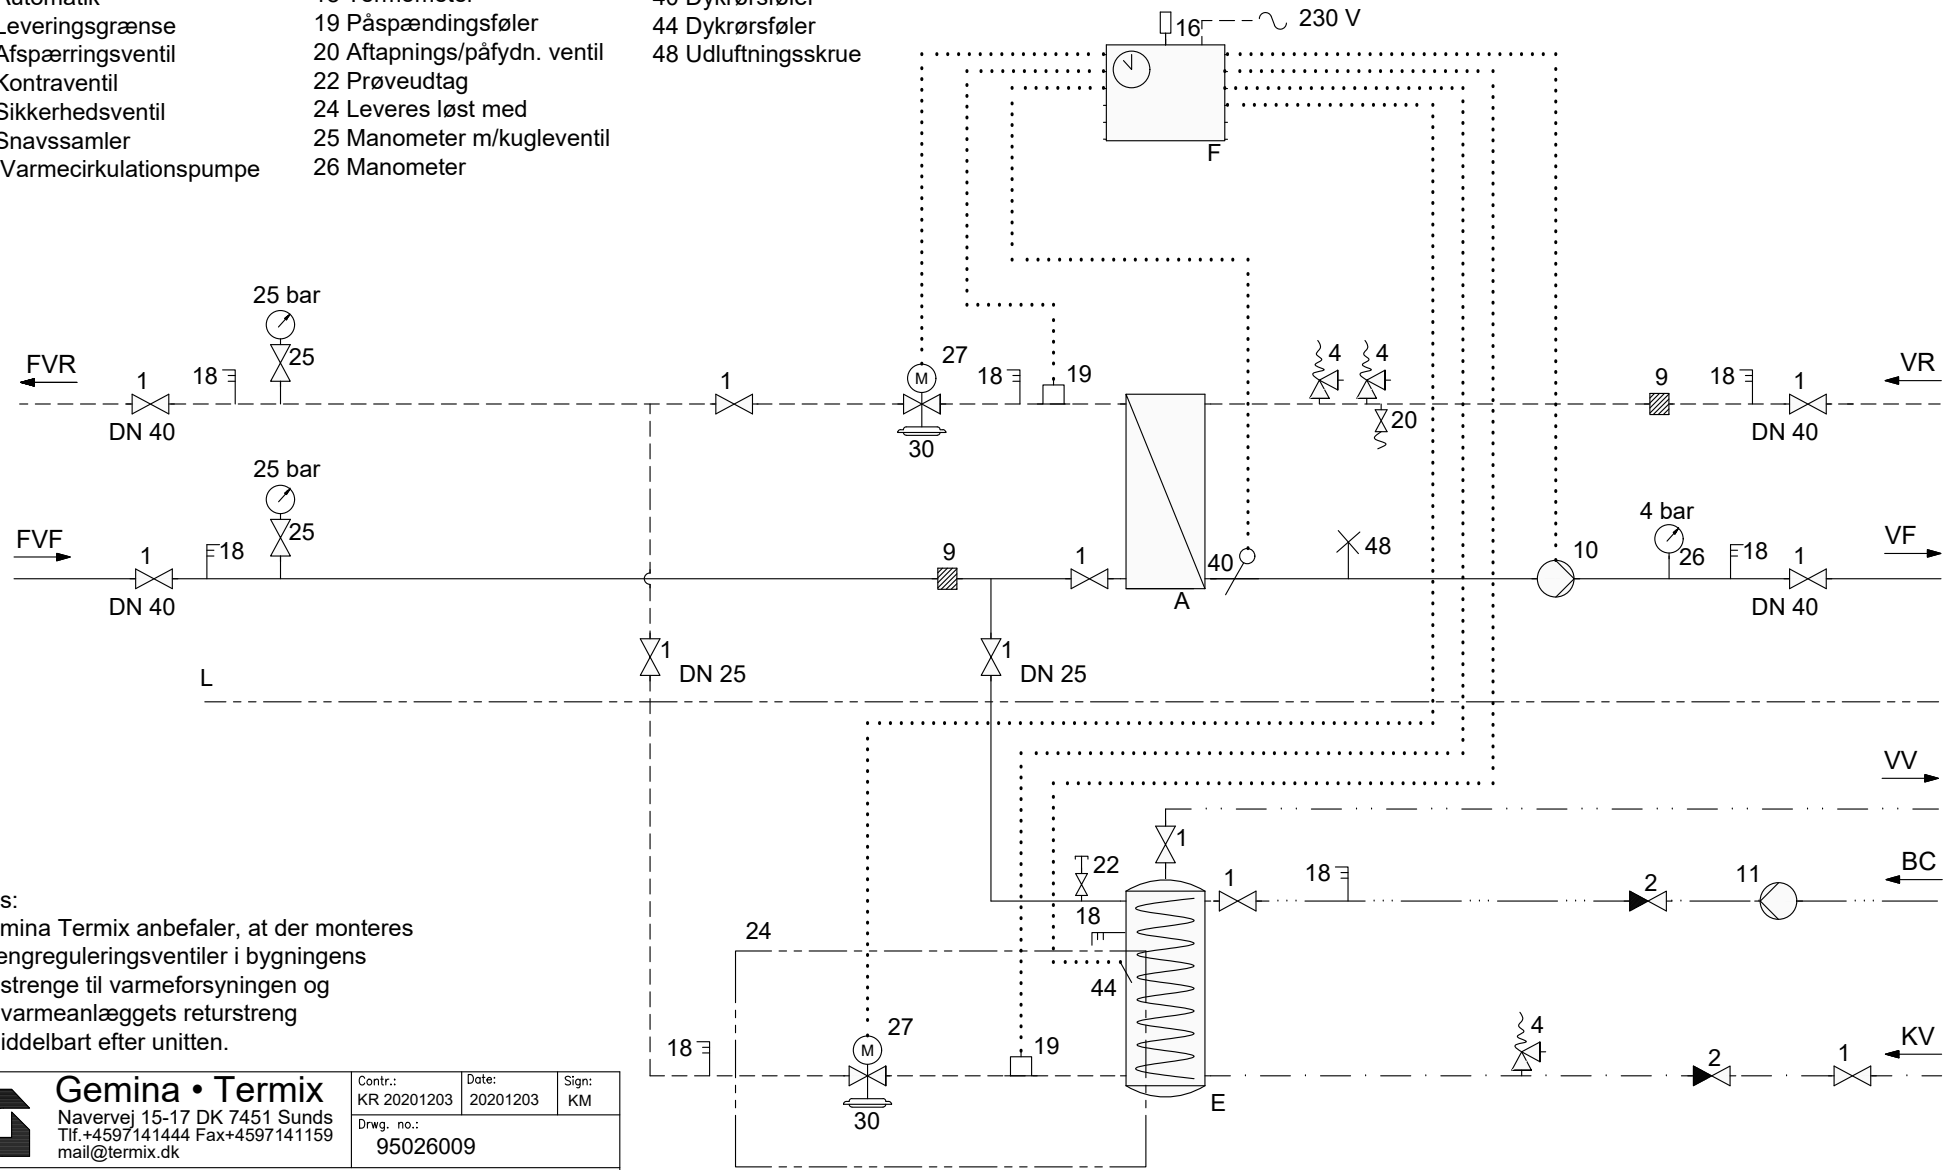 Leveringsgrænse
Afspærringsventil
Kontraventil
Sikkerhedsventil
Snavssamler
Varmecirkulationspumpe
19 Påspændingsføler
20 Aftapnings/påfydn. ventil
22 Prøveudtag
24 Leveres løst med
25 Manometer m/kugleventil
26 Manometer
44 Dykrørsføler
48 Udluftningsskrue
16
230 V
F
25 bar
FVR
1
18
25
DN 40
1
27
M
30
18
19
4
4
20
9
18
1
DN 40
VR
25 bar
FVF
1
18
25
DN 40
9
1
A
40
48
10
4 bar
26
18
1
DN 40
VF
1
DN 25
1
DN 25
L
VV
1
22
18
1
18
2
11
BC
24
44
18
27
M
30
19
E
4
2
1
KV
s:
mina Termix anbefaler, at der monteres
engreguleringsventiler i bygningens
strenge til varmeforsyningen og
varmeanlæggets returstreng
iddelbart efter unitten.
Gemina • Termix
Navervej 15-17 DK 7451 Sunds
Tlf.+4597141444 Fax+4597141159
mail@termix.dk
Contr.:
KR 20201203
Date:
20201203
Sign:
KM
Drwg. no.:
95026009